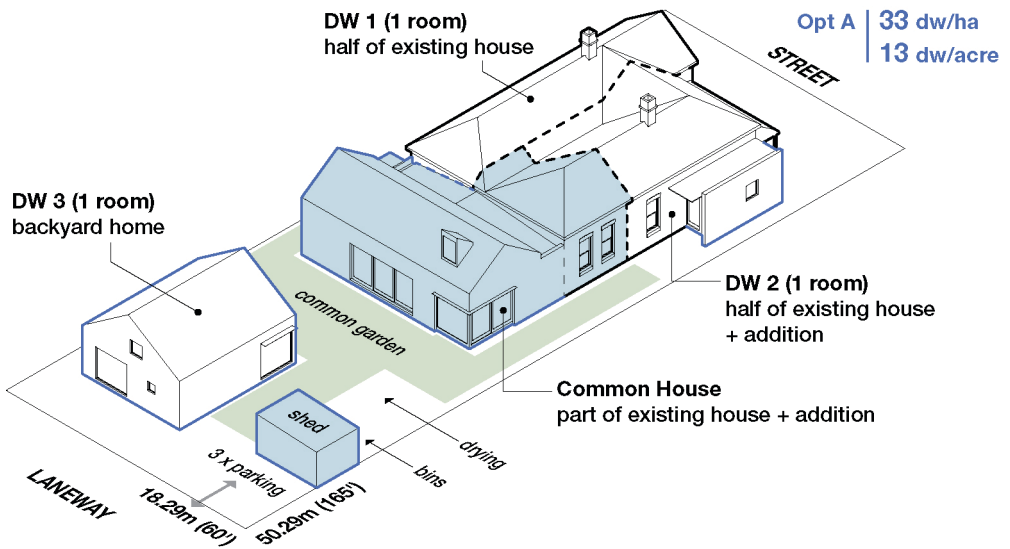 DW 1 (1 room)
half of existing house
Opt A
33 dw/ha
13 dw/acre
STREET
DW 3 (1 room)
backyard home
common garden
DW 2 (1 room)
half of existing house
+ addition
Common House
part of existing house + addition
shed
drying
bins
3 x parking
LANEWAY
18.29m (60')
50.29m (165')